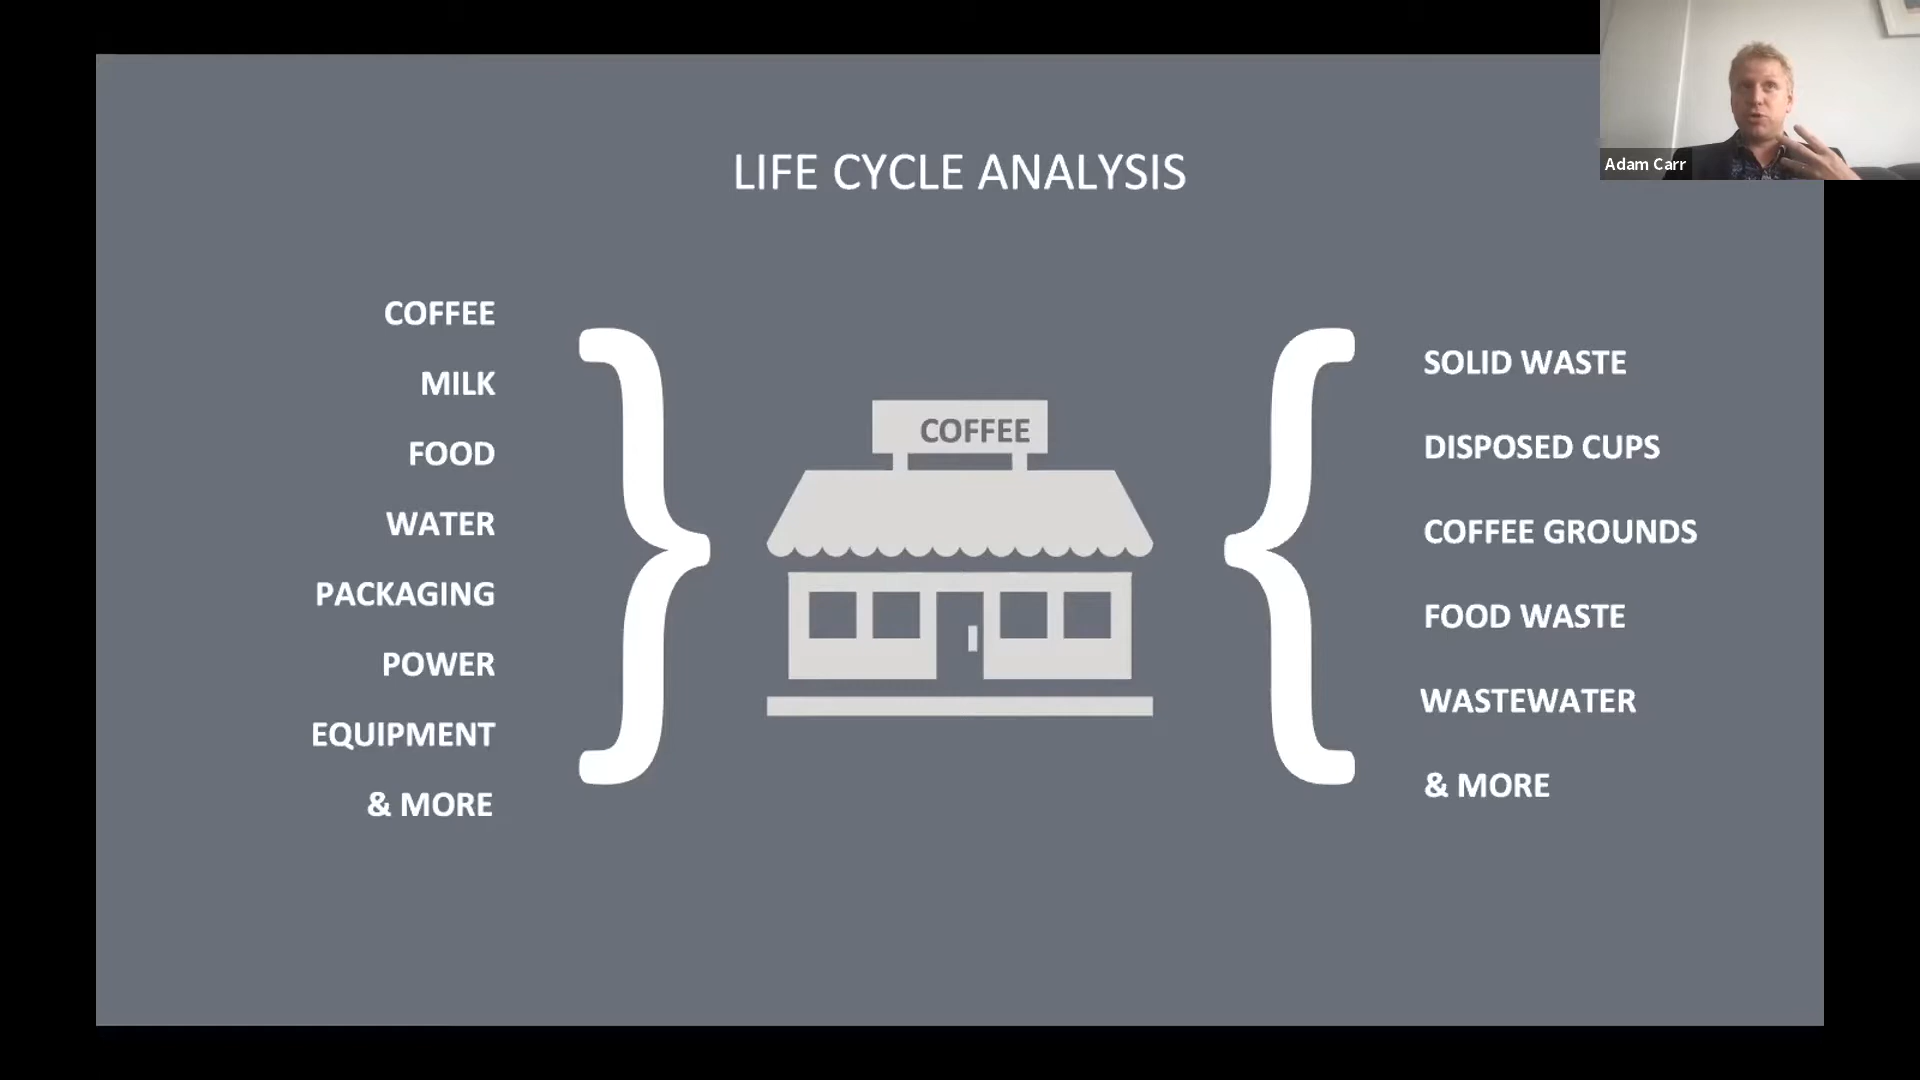 LIFE CYCLE ANALYSIS
COFFEE
MILK
FOOD
WATER
PACKAGING
POWER
EQUIPMENT
& MORE
COFFEE
SOLID WASTE
DISPOSED CUPS
COFFEE GROUNDS
FOOD WASTE
WASTEWATER
& MORE
Adam Carr